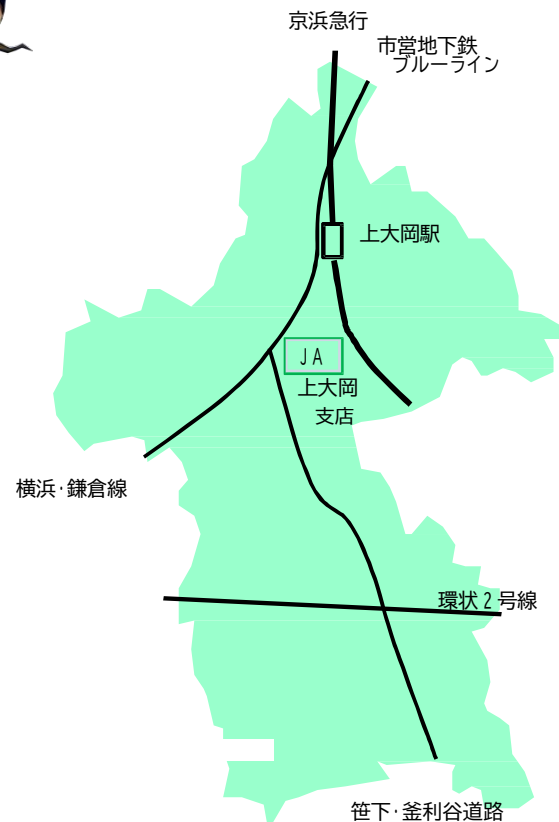 京浜急行
市営地下鉄
ブルーライン
上大岡駅
JA
上大岡
支店
横浜・鎌倉線
環状2号線
笹下・釜利谷道路